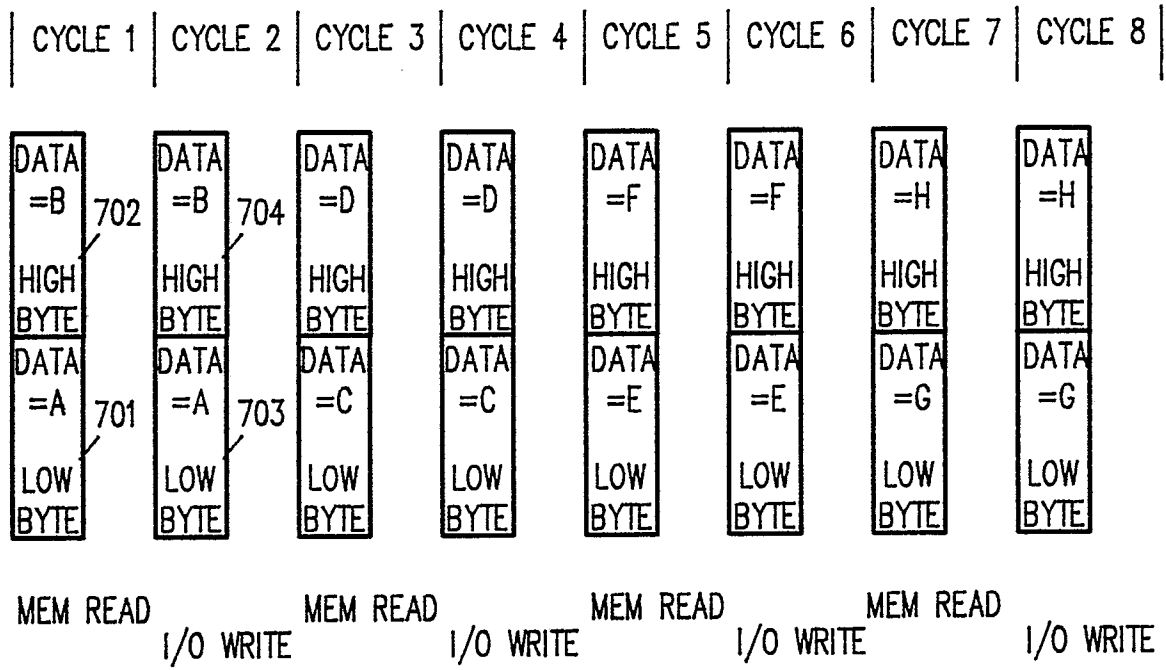 CYCLE 1 CYCLE 2 CYCLE 3 CYCLE 4 CYCLE 5 CYCLE 6 CYCLE 7 CYCLE 8
DATA DATA DATA DATA DATA DATA DATA DATA
=B =B =D =D =F =F =H =H
702 704
HIGH HIGH HIGH HIGH HIGH HIGH HIGH HIGH
BYTE BYTE BYTE BYTE BYTE BYTE BYTE BYTE
DATA DATA DATA DATA DATA DATA DATA DATA
=A =A =C =C =E =E =G =G
701 703
LOW LOW LOW LOW LOW LOW LOW LOW
BYTE BYTE BYTE BYTE BYTE BYTE BYTE BYTE
MEM READ MEM READ MEM READ MEM READ
I/O WRITE I/O WRITE I/O WRITE I/O WRITE